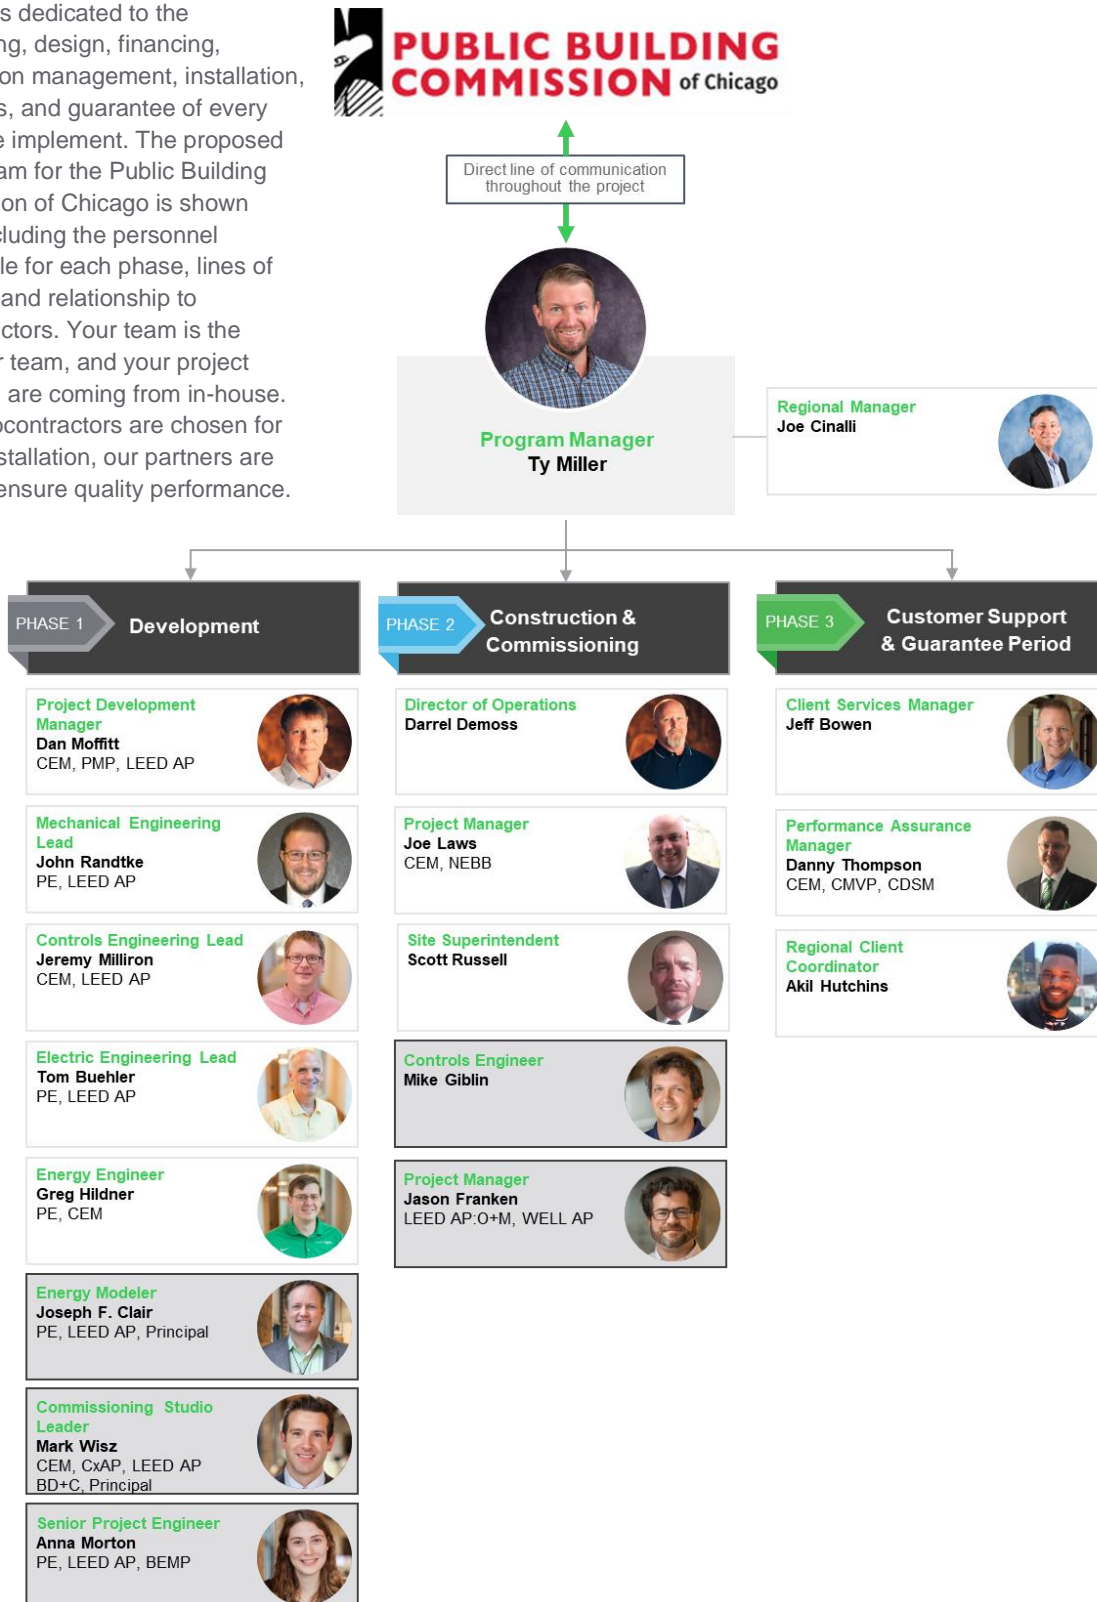 s dedicated to the
ng, design, financing,
on management, installation,
s, and guarantee of every
e implement. The proposed
am for the Public Building
on of Chicago is shown
cluding the personnel
le for each phase, lines of
and relationship to
ctors. Your team is the
r team, and your project
are coming from in-house.
ocontractors are chosen for
stallation, our partners are
ensure quality performance.
PUBLIC BUILDING
COMMISSION of Chicago
Direct line of communication
throughout the project
Program Manager
Ty Miller
Regional Manager
Joe Cinalli
PHASE 1
Development
Project Development
Manager
Dan Moffitt
CEM, PMP, LEED AP
Mechanical Engineering
Lead
John Randtke
PE, LEED AP
Controls Engineering Lead
Jeremy Milliron
CEM, LEED AP
Electric Engineering Lead
Tom Buehler
PE, LEED AP
Energy Engineer
Greg Hildner
PE, CEM
Energy Modeler
Joseph F. Clair
PE, LEED AP, Principal
Commissioning Studio
Leader
Mark Wisz
CEM, CxAP, LEED AP
BD+C, Principal
Senior Project Engineer
Anna Morton
PE, LEED AP, BEMP
PHASE 2
Construction &
Commissioning
Director of Operations
Darrel Demoss
Project Manager
Joe Laws
CEM, NEBB
Site Superintendent
Scott Russell
Controls Engineer
Mike Giblin
Project Manager
Jason Franken
LEED AP:O+M, WELL AP
PHASE 3
Customer Support
& Guarantee Period
Client Services Manager
Jeff Bowen
Performance Assurance
Manager
Danny Thompson
CEM, CMVP, CDSM
Regional Client
Coordinator
Akil Hutchins